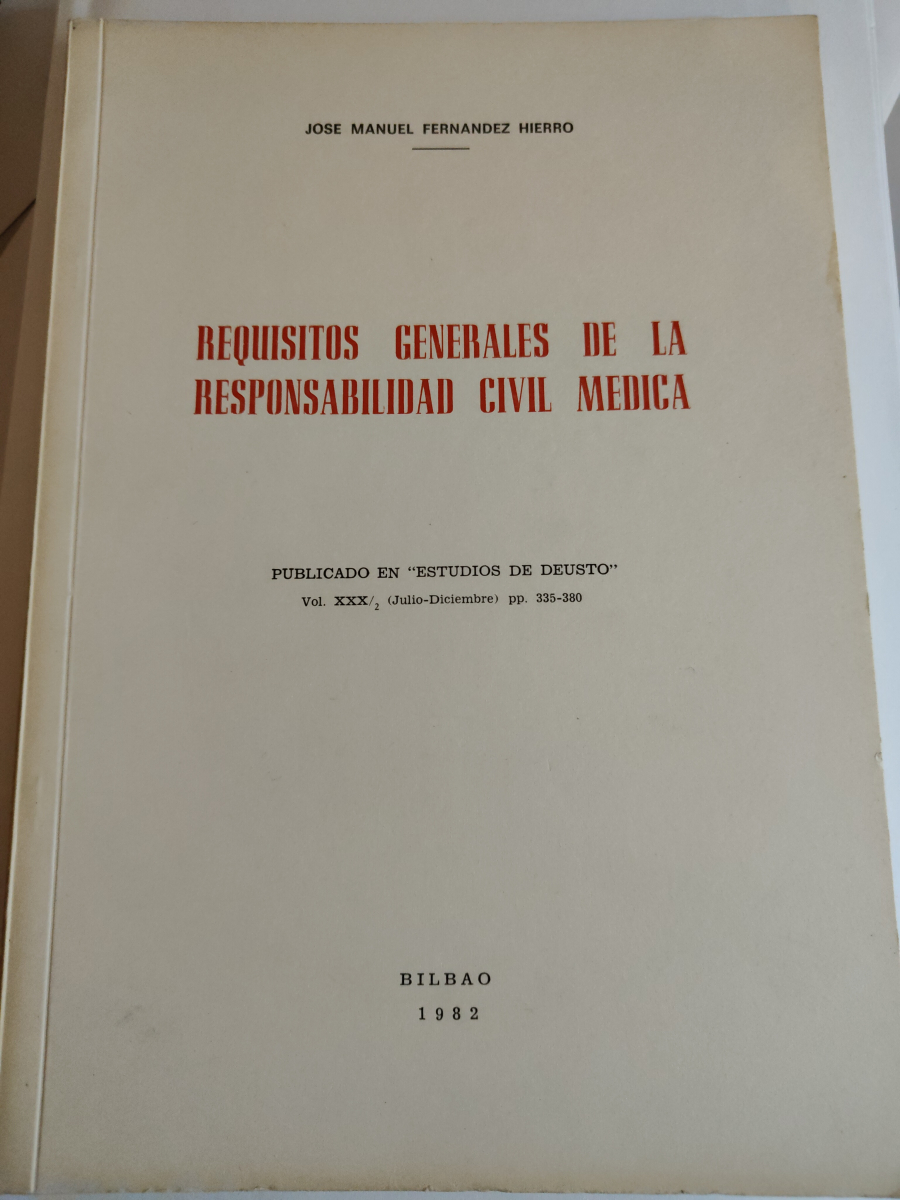 JOSE MANUEL FERNANDEZ HIERRO
REQUISITOS GENERALES DE LA
RESPONSABILIDAD CIVIL MEDICA
PUBLICADO EN “ESTUDIOS DE DEUSTO”
Vol. XXX/2 (Julio-Diciembre) pp. 335-380
BILBAO
1982